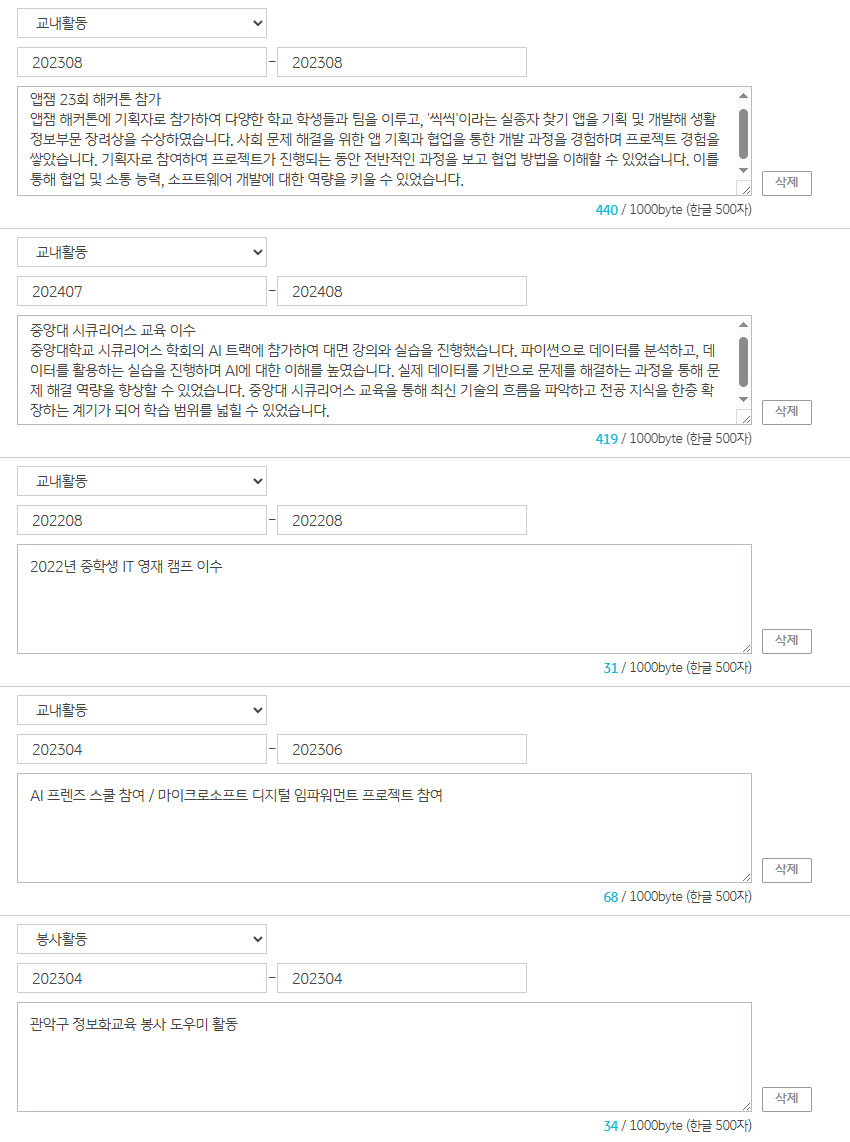 교내활동
202308 - 202308
앱잼 23회 해커톤 참가
앱잼 해커톤에 기획자로 참가하여 다양한 학교 학생들과 팀을 이루고, '씩씩'이라는 실종자 찾기 앱을 기획 및 개발해 생활
정보부문 장려상을 수상하였습니다. 사회 문제 해결을 위한 앱 기획과 협업을 통한 개발 과정을 경험하며 프로젝트 경험을
쌓았습니다. 기획자로 참여하여 프로젝트가 진행되는 동안 전반적인 과정을 보고 협업 방법을 이해할 수 있었습니다. 이를
통해 협업 및 소통 능력, 소프트웨어 개발에 대한 역량을 키울 수 있었습니다.
삭제
440 / 1000byte (한글 500자)
교내활동
202407 - 202408
중앙대 시큐리어스 교육 이수
중앙대학교 시큐리어스 학회의 AI 트랙에 참가하여 대면 강의와 실습을 진행했습니다. 파이썬으로 데이터를 분석하고, 데
이터를 활용하는 실습을 진행하며 AI에 대한 이해를 높였습니다. 실제 데이터를 기반으로 문제를 해결하는 과정을 통해 문
제 해결 역량을 향상할 수 있었습니다. 중앙대 시큐리어스 교육을 통해 최신 기술의 흐름을 파악하고 전공 지식을 한층 확
장하는 계기가 되어 학습 범위를 넓힐 수 있었습니다.
삭제
419 / 1000byte (한글 500자)
교내활동
202208 - 202208
2022년 중학생 IT 영재 캠프 이수
삭제
31 / 1000byte (한글 500자)
교내활동
202304 - 202306
AI 프렌즈 스쿨 참여 / 마이크로소프트 디지털 임파워먼트 프로젝트 참여
삭제
68 / 1000byte (한글 500자)
봉사활동
202304 - 202304
관악구 정보화교육 봉사 도우미 활동
삭제
34 / 1000byte (한글 500자)